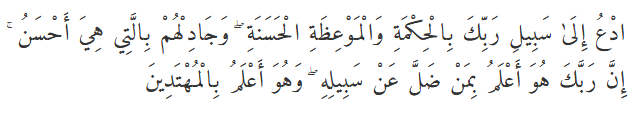 ادْعُ إِلَىٰ سَبِيلِ رَبِّكَ بِالْحِكْمَةِ وَالْمَوْعِظَةِ الْحَسَنَةِ ۖ وَجَادِلْهُمْ بِالَّتِي هِيَ أَحْسَنُ ۚ
إِنَّ رَبَّكَ هُوَ أَعْلَمُ بِمَنْ ضَلَّ عَنْ سَبِيلِهِ ۖ وَهُوَ أَعْلَمُ بِالْمُهْتَدِينَ